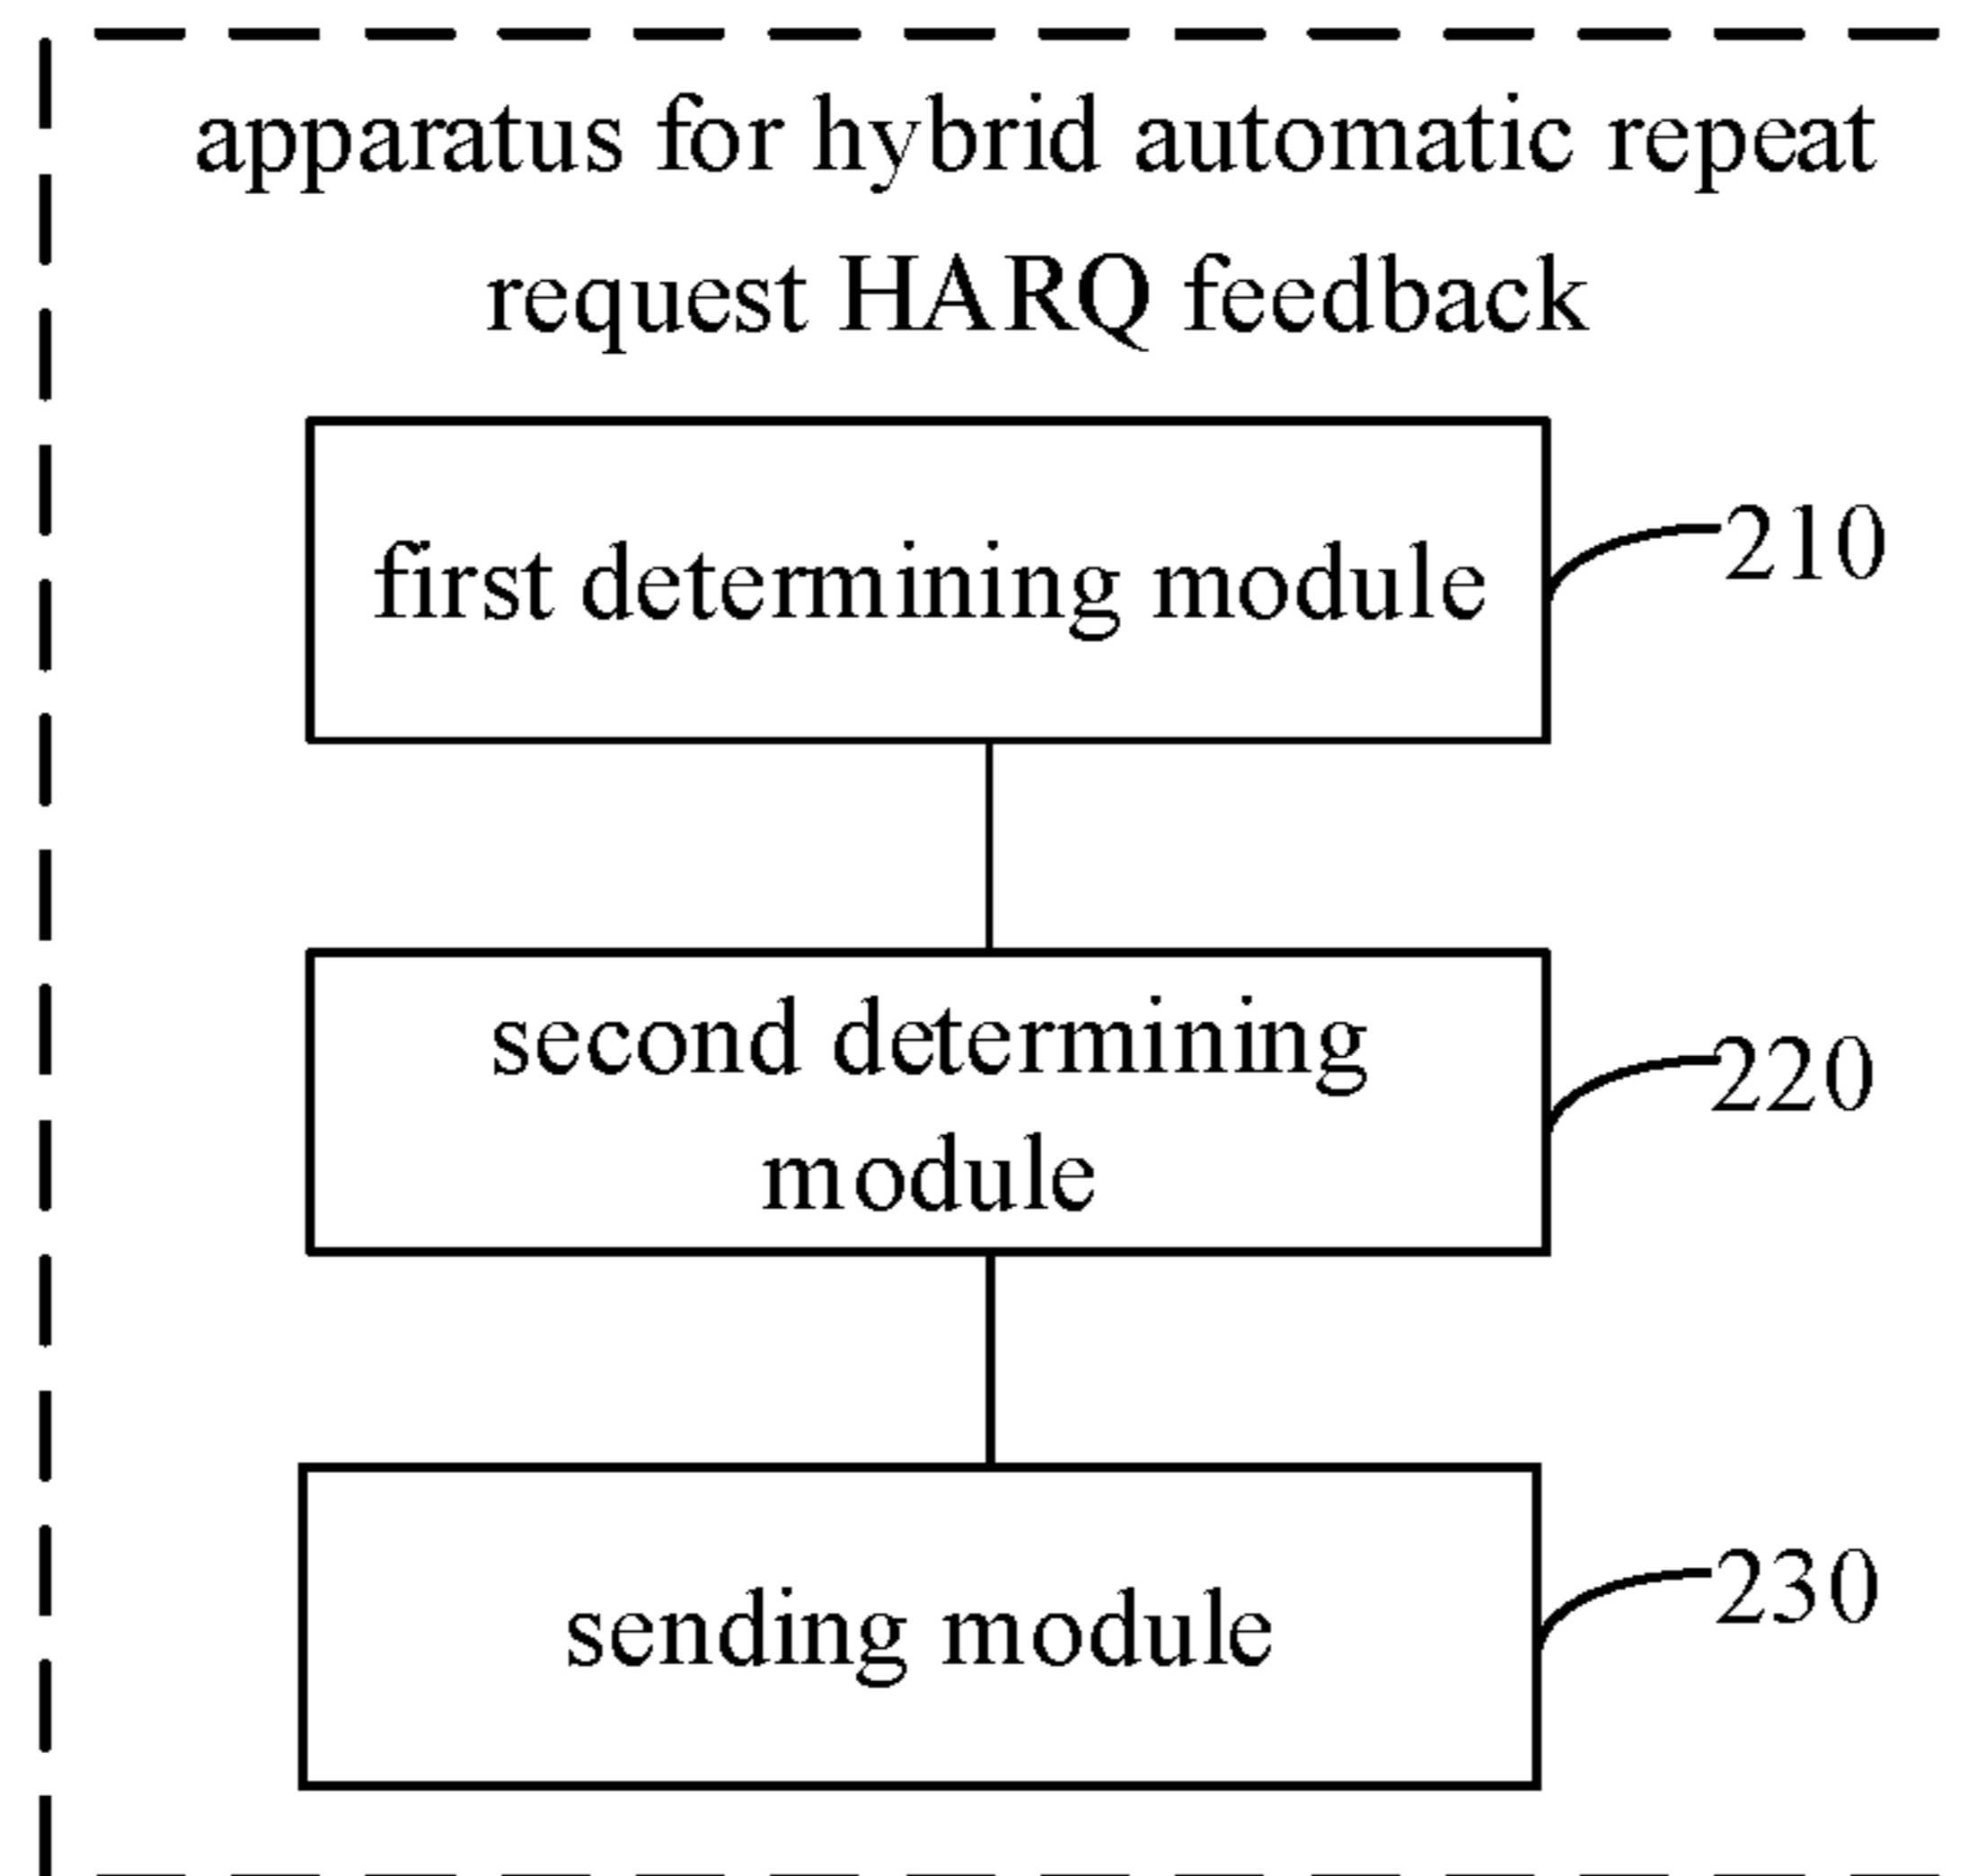 apparatus for hybrid automatic repeat
request HARQ feedback
first determining module
210
second determining
module
220
sending module
230